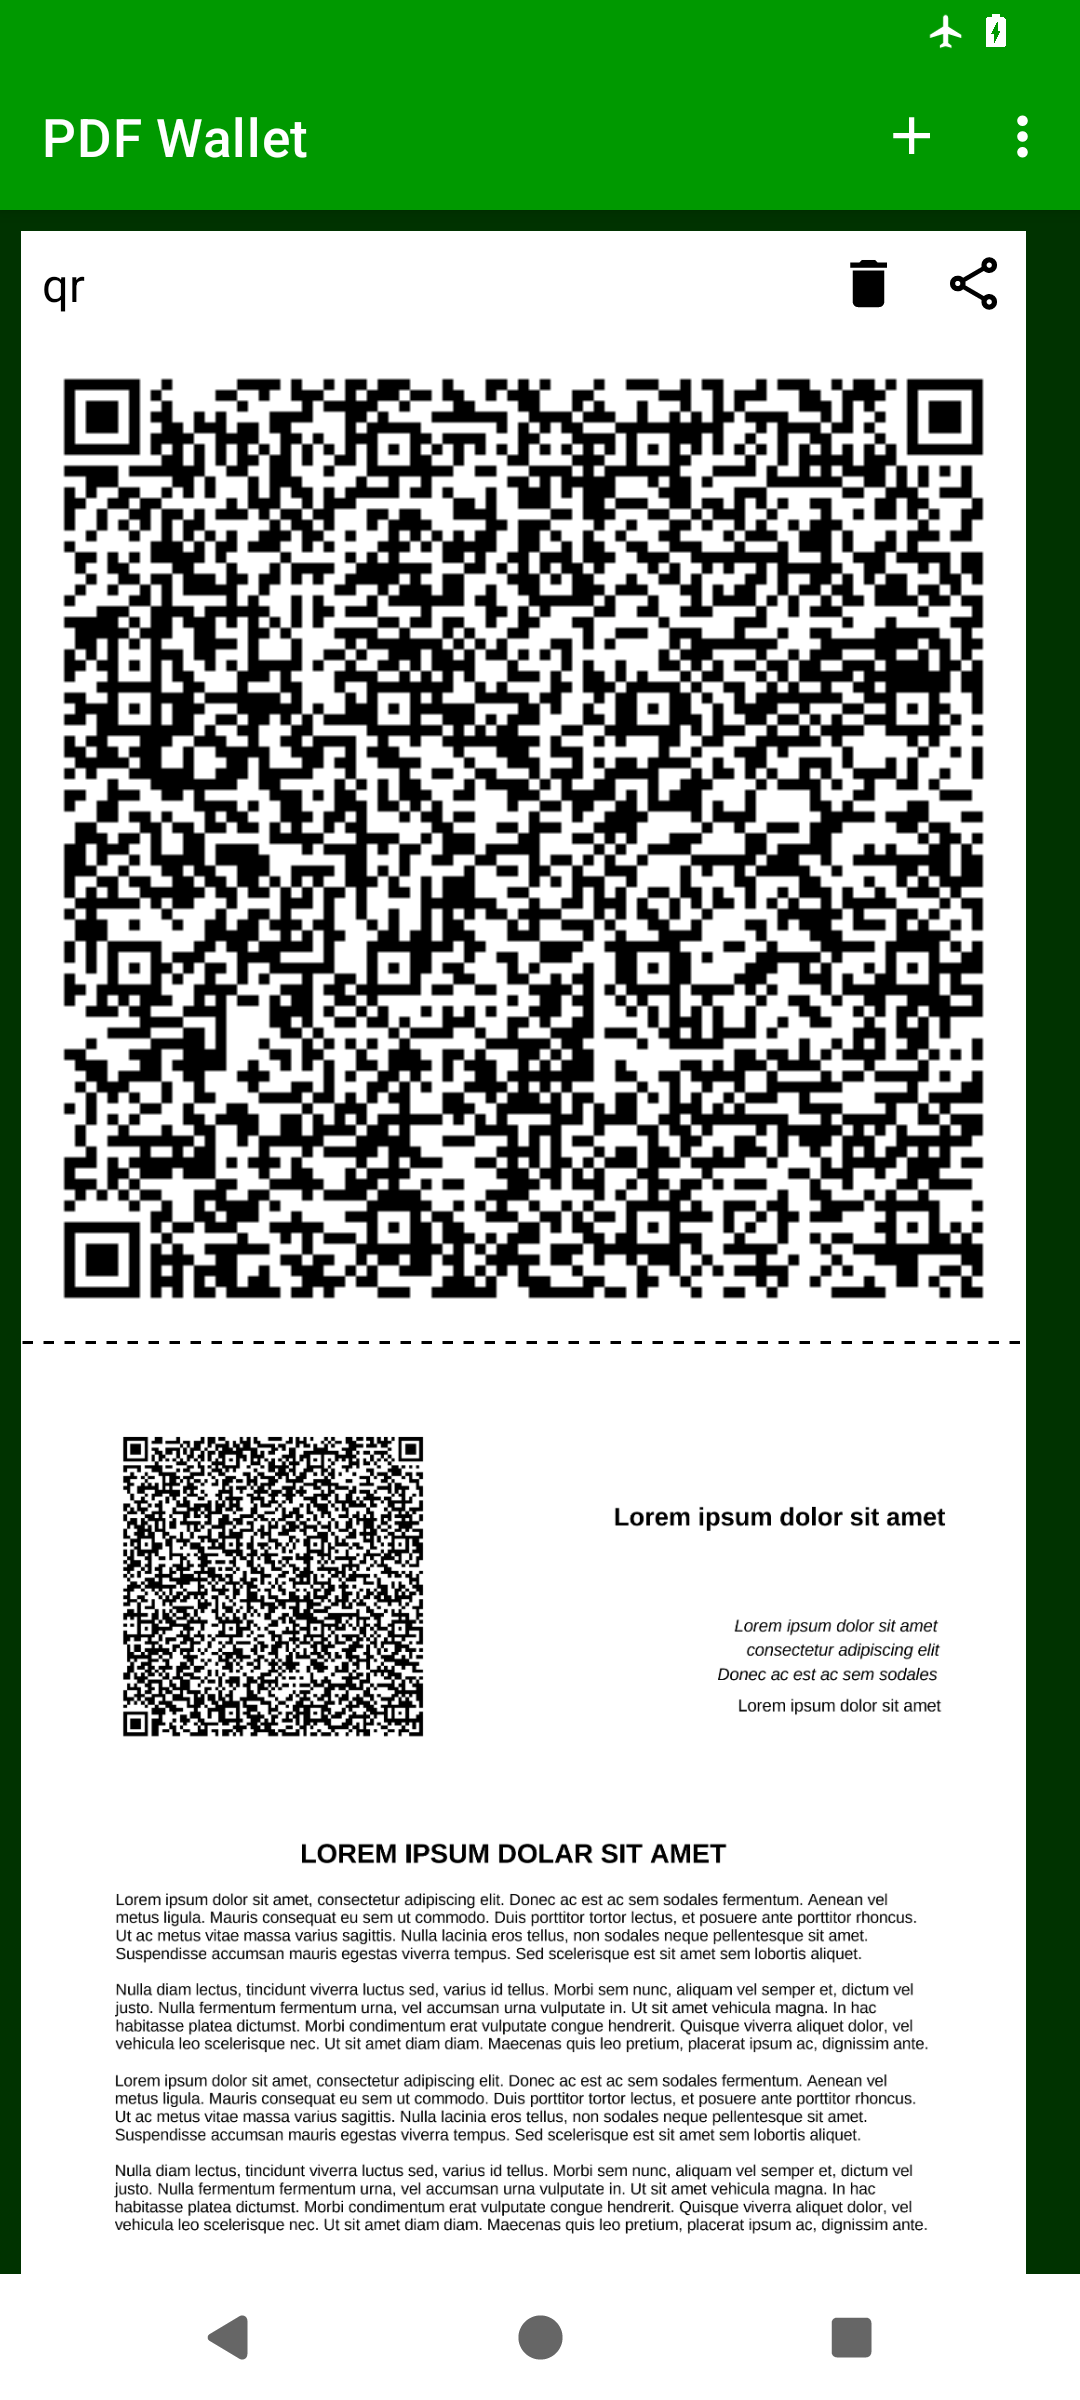 PDF Wallet
qr
Lorem ipsum dolor sit amet
Lorem ipsum dolor sit amet
consectetur adipiscing elit
Donec ac est ac sem sodales
Lorem ipsum dolor sit amet
LOREM IPSUM DOLAR SIT AMET
Lorem ipsum dolor sit amet, consectetur adipiscing elit. Donec ac est ac sem sodales fermentum. Aenean vel
metus ligula. Mauris consequat eu sem ut commodo. Duis porttitor tortor lectus, et posuere ante porttitor rhoncus.
Ut ac metus vitae massa varius sagittis. Nulla lacinia eros tellus, non sodales neque pellentesque sit amet.
Suspendisse accumsan mauris egestas viverra tempus. Sed scelerisque est sit amet sem lobortis aliquet.
Nulla diam lectus, tincidunt viverra luctus sed, varius id tellus. Morbi sem nunc, aliquam vel semper et, dictum vel
justo. Nulla fermentum fermentum urna, vel accumsan urna vulputate in. Ut sit amet vehicula magna. In hac
habitasse platea dictumst. Morbi condimentum erat vulputate congue hendrerit. Quisque viverra aliquet dolor, vel
vehicula leo scelerisque nec. Ut sit amet diam diam. Maecenas quis leo pretium, placerat ipsum ac, dignissim ante.
Lorem ipsum dolor sit amet, consectetur adipiscing elit. Donec ac est ac sem sodales fermentum. Aenean vel
metus ligula. Mauris consequat eu sem ut commodo. Duis porttitor tortor lectus, et posuere ante porttitor rhoncus.
Ut ac metus vitae massa varius sagittis. Nulla lacinia eros tellus, non sodales neque pellentesque sit amet.
Suspendisse accumsan mauris egestas viverra tempus. Sed scelerisque est sit amet sem lobortis aliquet.
Nulla diam lectus, tincidunt viverra luctus sed, varius id tellus. Morbi sem nunc, aliquam vel semper et, dictum vel
justo. Nulla fermentum fermentum urna, vel accumsan urna vulputate in. Ut sit amet vehicula magna. In hac
habitasse platea dictumst. Morbi condimentum erat vulputate congue hendrerit. Quisque viverra aliquet dolor, vel
vehicula leo scelerisque nec. Ut sit amet diam diam. Maecenas quis leo pretium, placerat ipsum ac, dignissim ante.